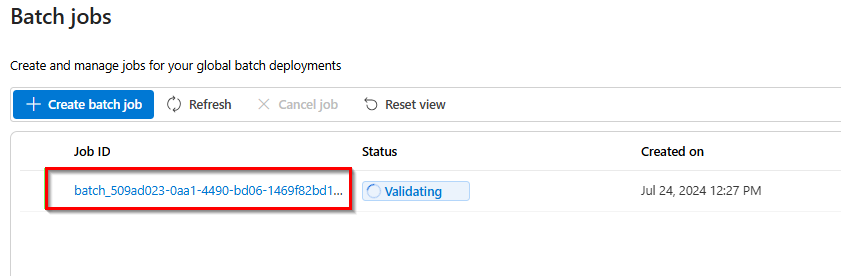 Batch jobs
Create and manage jobs for your global batch deployments
Create batch job Refresh Cancel job Reset view
Job ID Status Created on
batch_509ad023-0aa1-4490-bd06-1469f82bd1... Validating Jul 24, 2024 12:27 PM